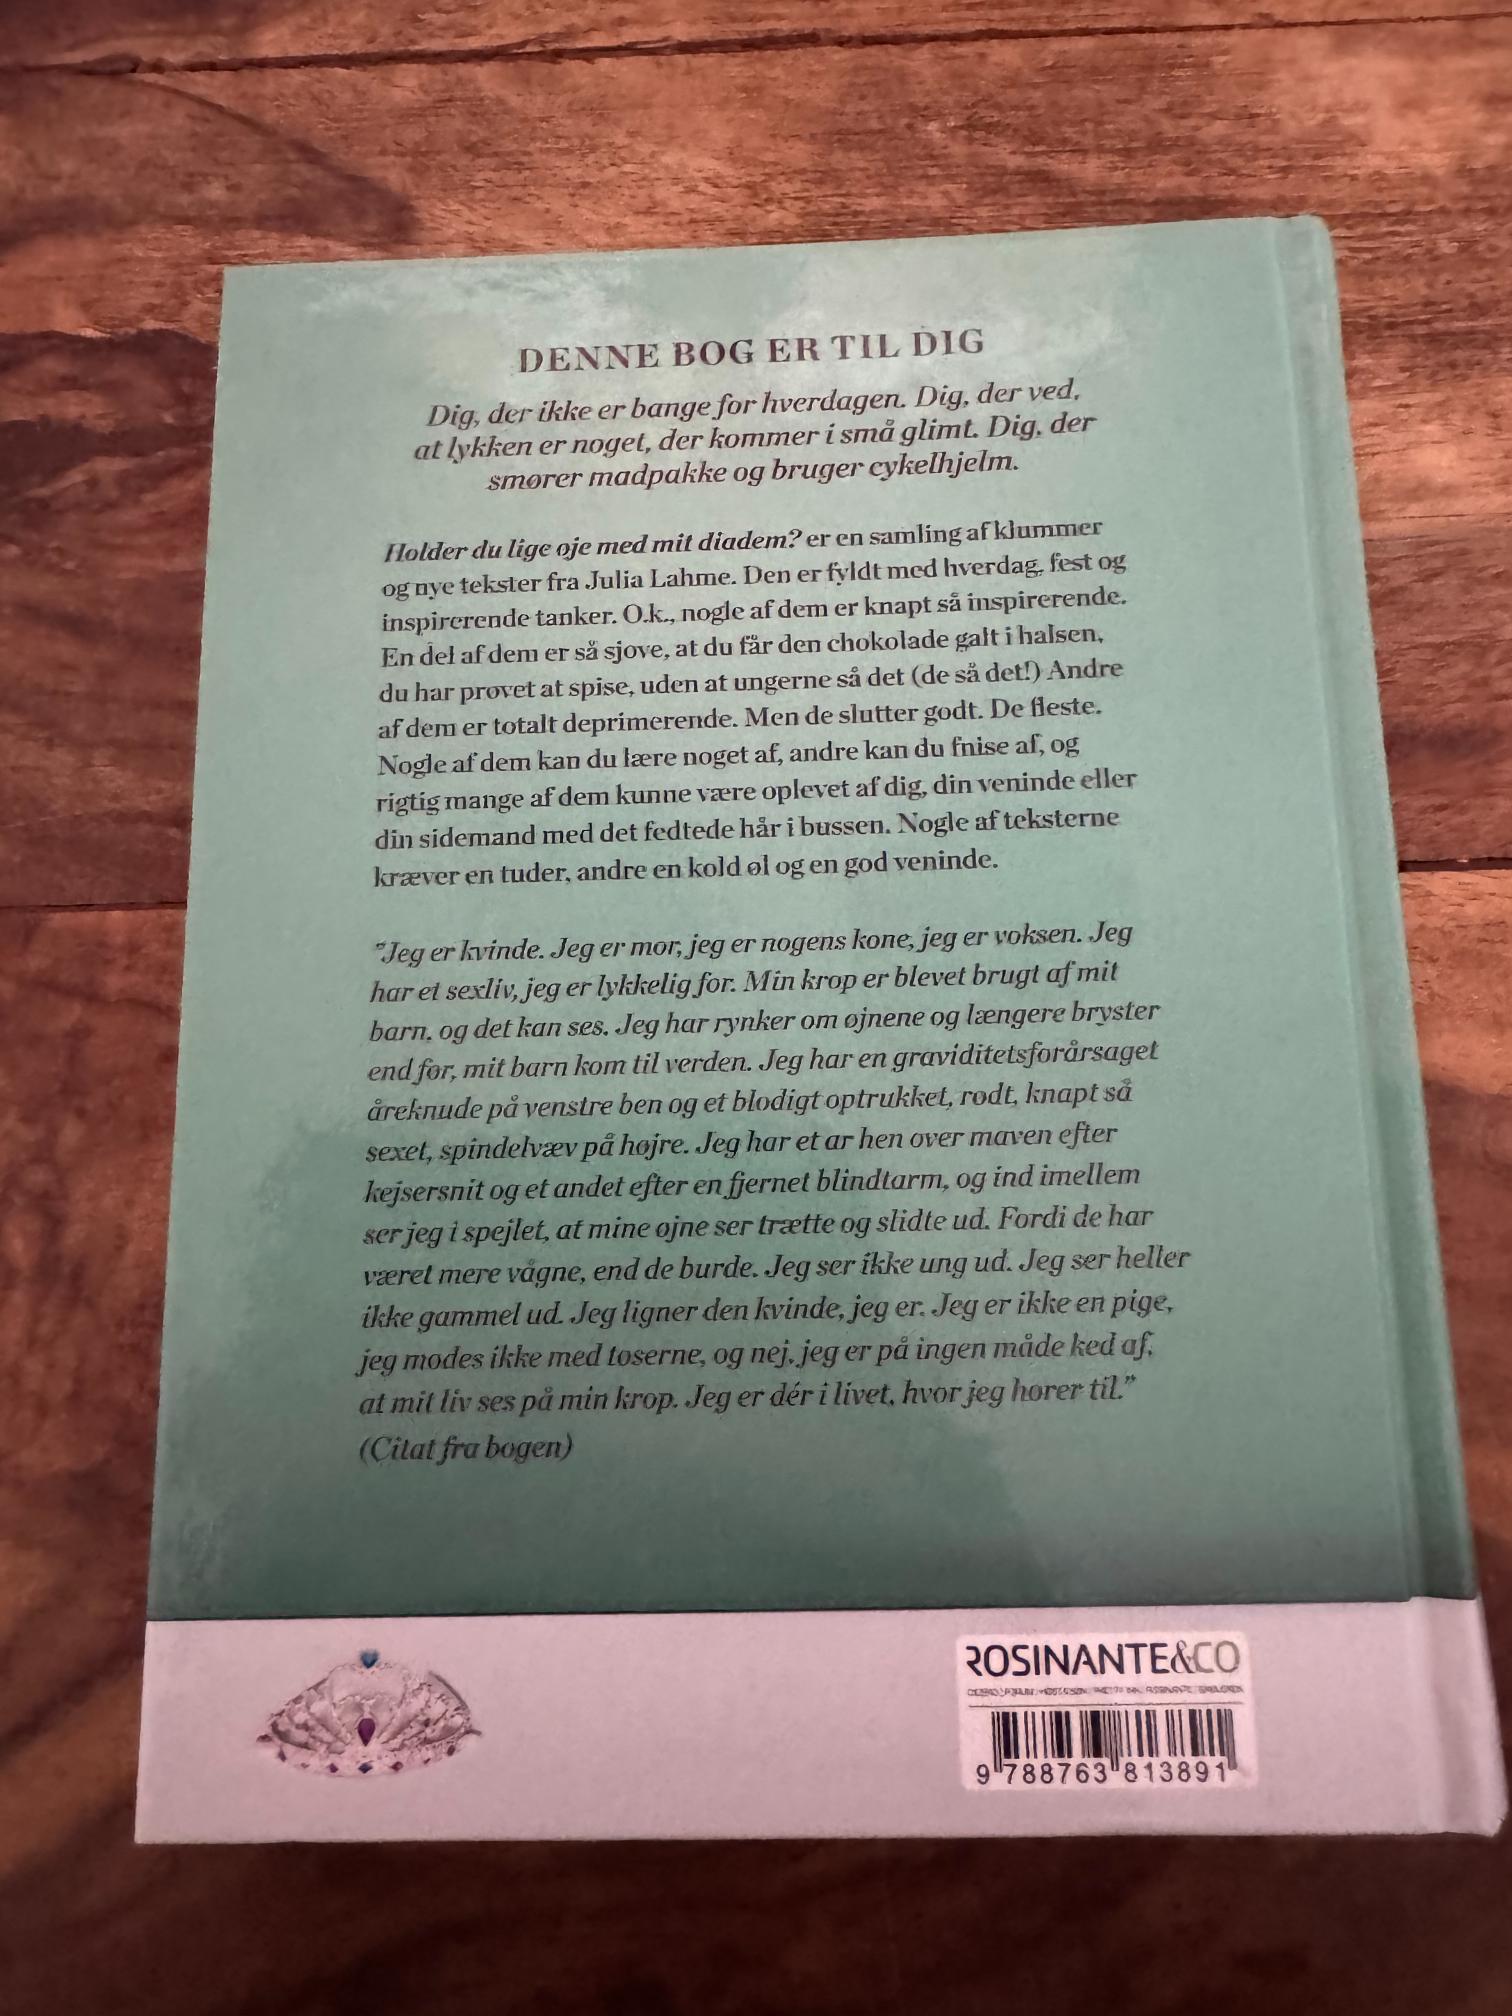 DENNE BOG ER TIL DIG
Dig, der ikke er bange for hverdagen. Dig, der ved,
at lykken er noget, der kommer i små glimt. Dig, der
smører madpakke og bruger cykelhjelm.
Holder du lige øje med mit diadem? er en samling af klummer
og nye tekster fra Julia Lahme. Den er fyldt med hverdag, fest og
inspirerende tanker. O.k., nogle af dem er knapt så inspirerende.
En del af dem er så sjove, at du får den chokolade galt i halsen,
du har prøvet at spise, uden at ungerne så det (de så det!) Andre
af dem er totalt deprimerende. Men de slutter godt. De fleste.
Nogle af dem kan du lære noget af, andre kan du fnise af, og
rigtig mange af dem kunne være oplevet af dig, din veninde eller
din sidemand med det fedtede hår i bussen. Nogle af teksterne
kræver en tuder, andre en kold øl og en god veninde.
"Jeg er kvinde. Jeg er mor, jeg er nogens kone, jeg er voksen. Jeg
har et sexliv, jeg er lykkelig for. Min krop er blevet brugt af mit
barn, og det kan ses. Jeg har rynker om øjnene og længere bryster
end før, mit barn kom til verden. Jeg har en graviditetsforårsaget
åreknude på venstre ben og et blodigt optrukket, rødt, knapt så
sexet, spindelvæv på højre. Jeg har et ar hen over maven efter
kejsersnit og et andet efter en fjernet blindtarm, og ind imellem
ser jeg i spejlet, at mine øjne ser trætte og slidte ud. Fordi de har
været mere vågne, end de burde. Jeg ser ikke ung ud. Jeg ser heller
ikke gammel ud. Jeg ligner den kvinde, jeg er. Jeg er ikke en pige,
jeg mødes ikke med tøserne, og nej, jeg er på ingen måde ked af,
at mit liv ses på min krop. Jeg er dér i livet, hvor jeg hører til."
(Citat fra bogen)
ROSINANTE&CO
9 788763 813891